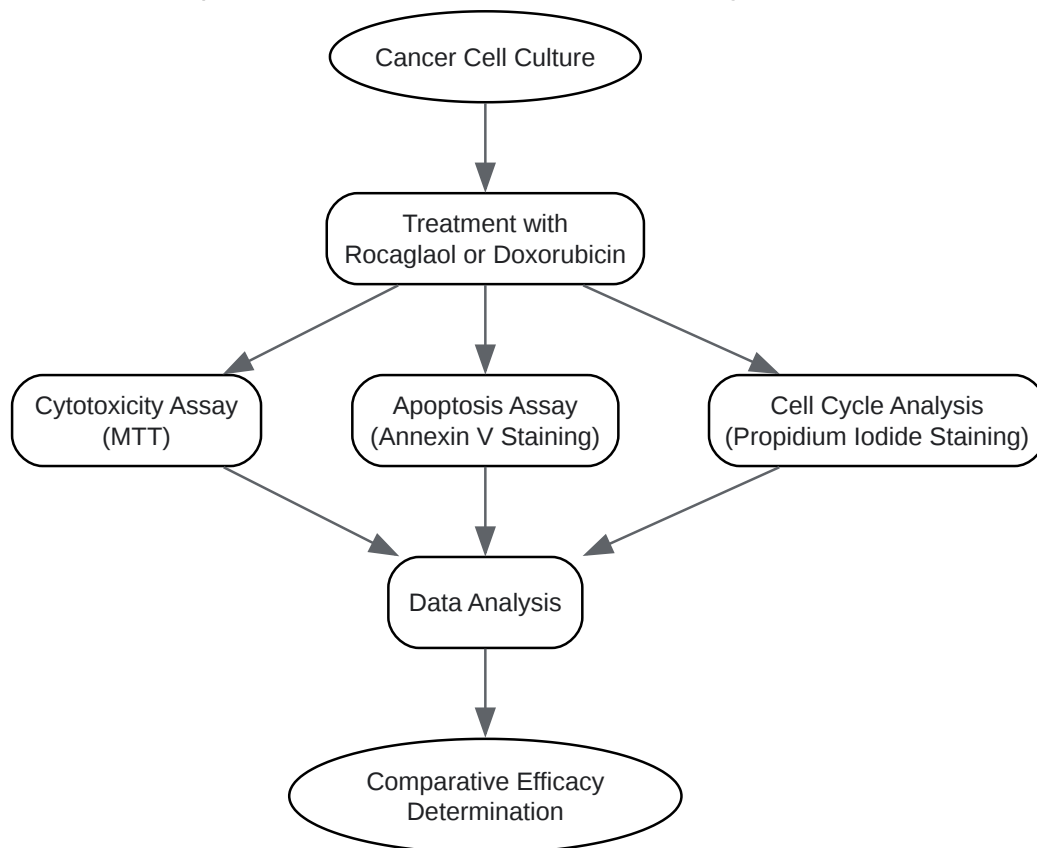 Cancer Cell Culture
Treatment with
Rocaglaol or Doxorubicin
Cytotoxicity Assay
(MTT)
Apoptosis Assay
(Annexin V Staining)
Cell Cycle Analysis
(Propidium Iodide Staining)
Data Analysis
Comparative Efficacy
Determination